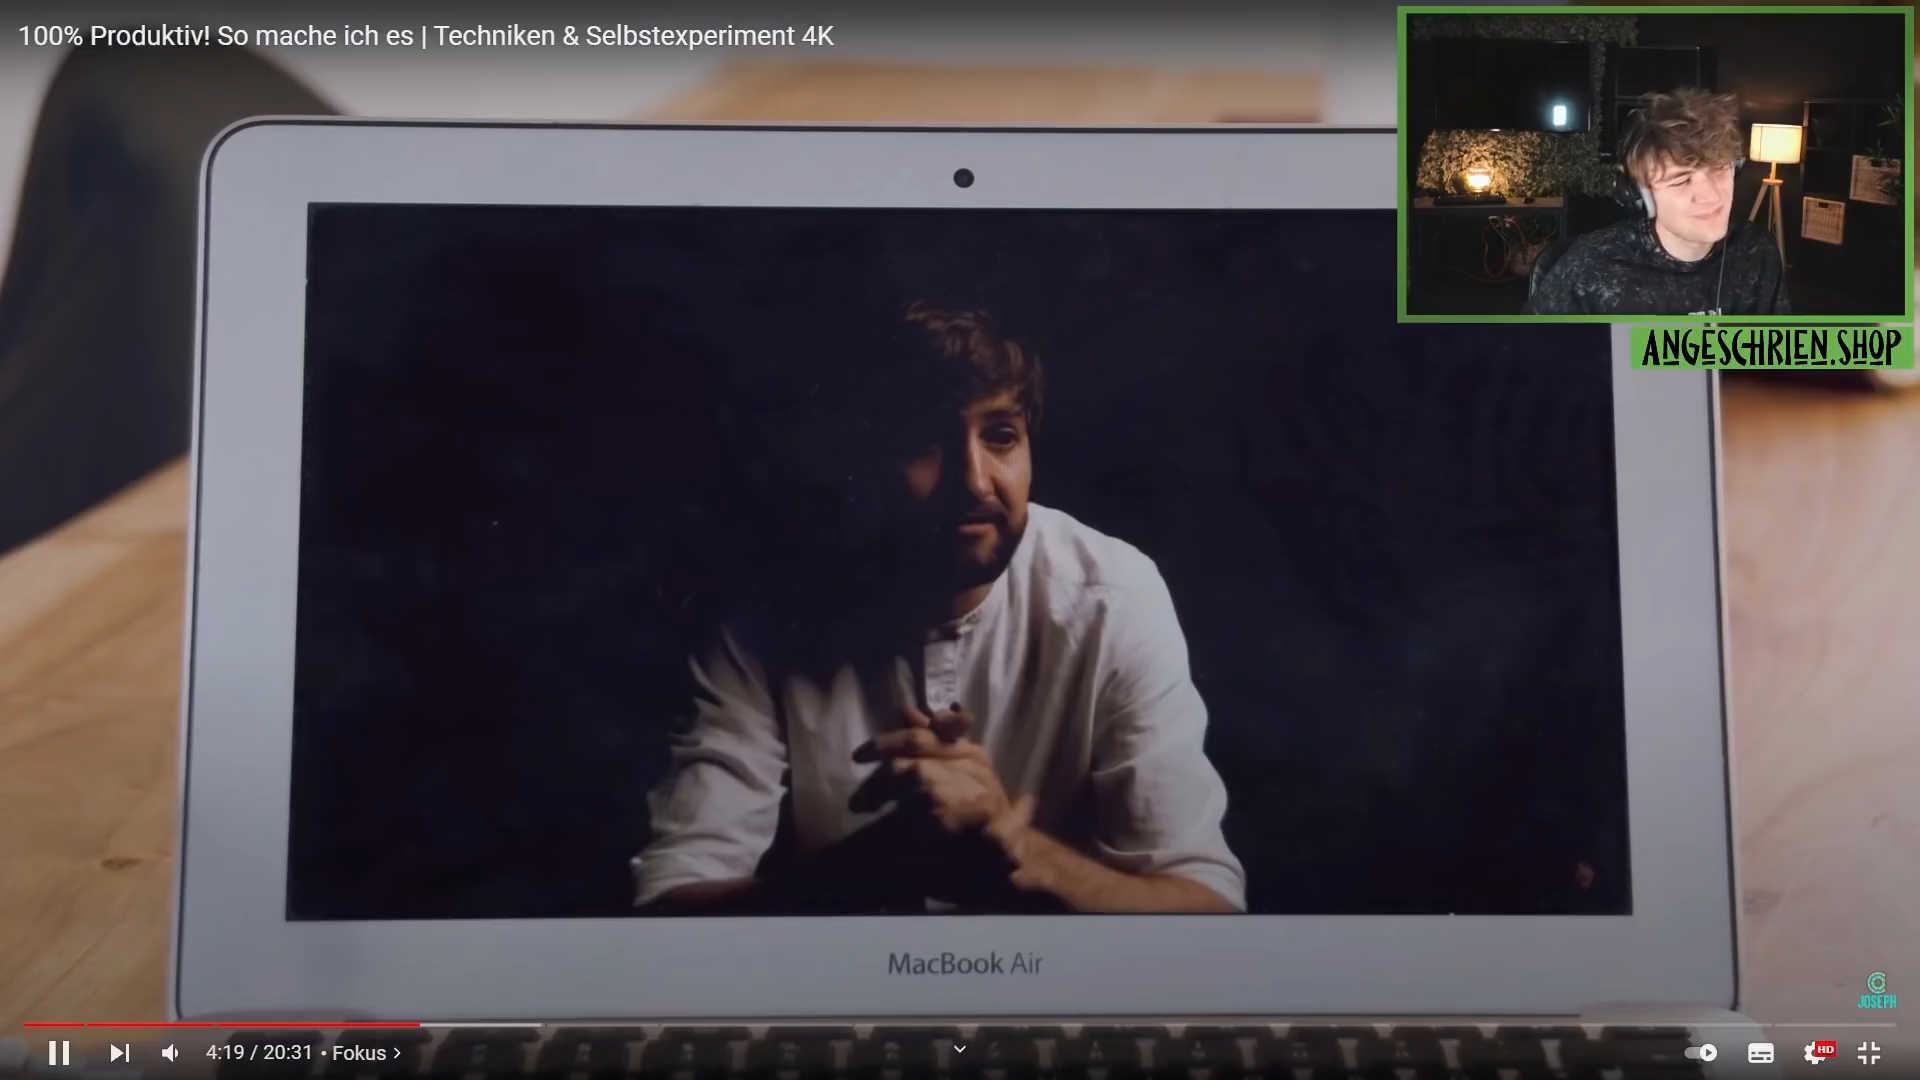 100% Produktiv! So mache ich es | Techniken & Selbstexperiment 4K
ANGESCHRIEN.SHOP
MacBook Air
JOSEPH
4:19 / 20:31 • Fokus
HD